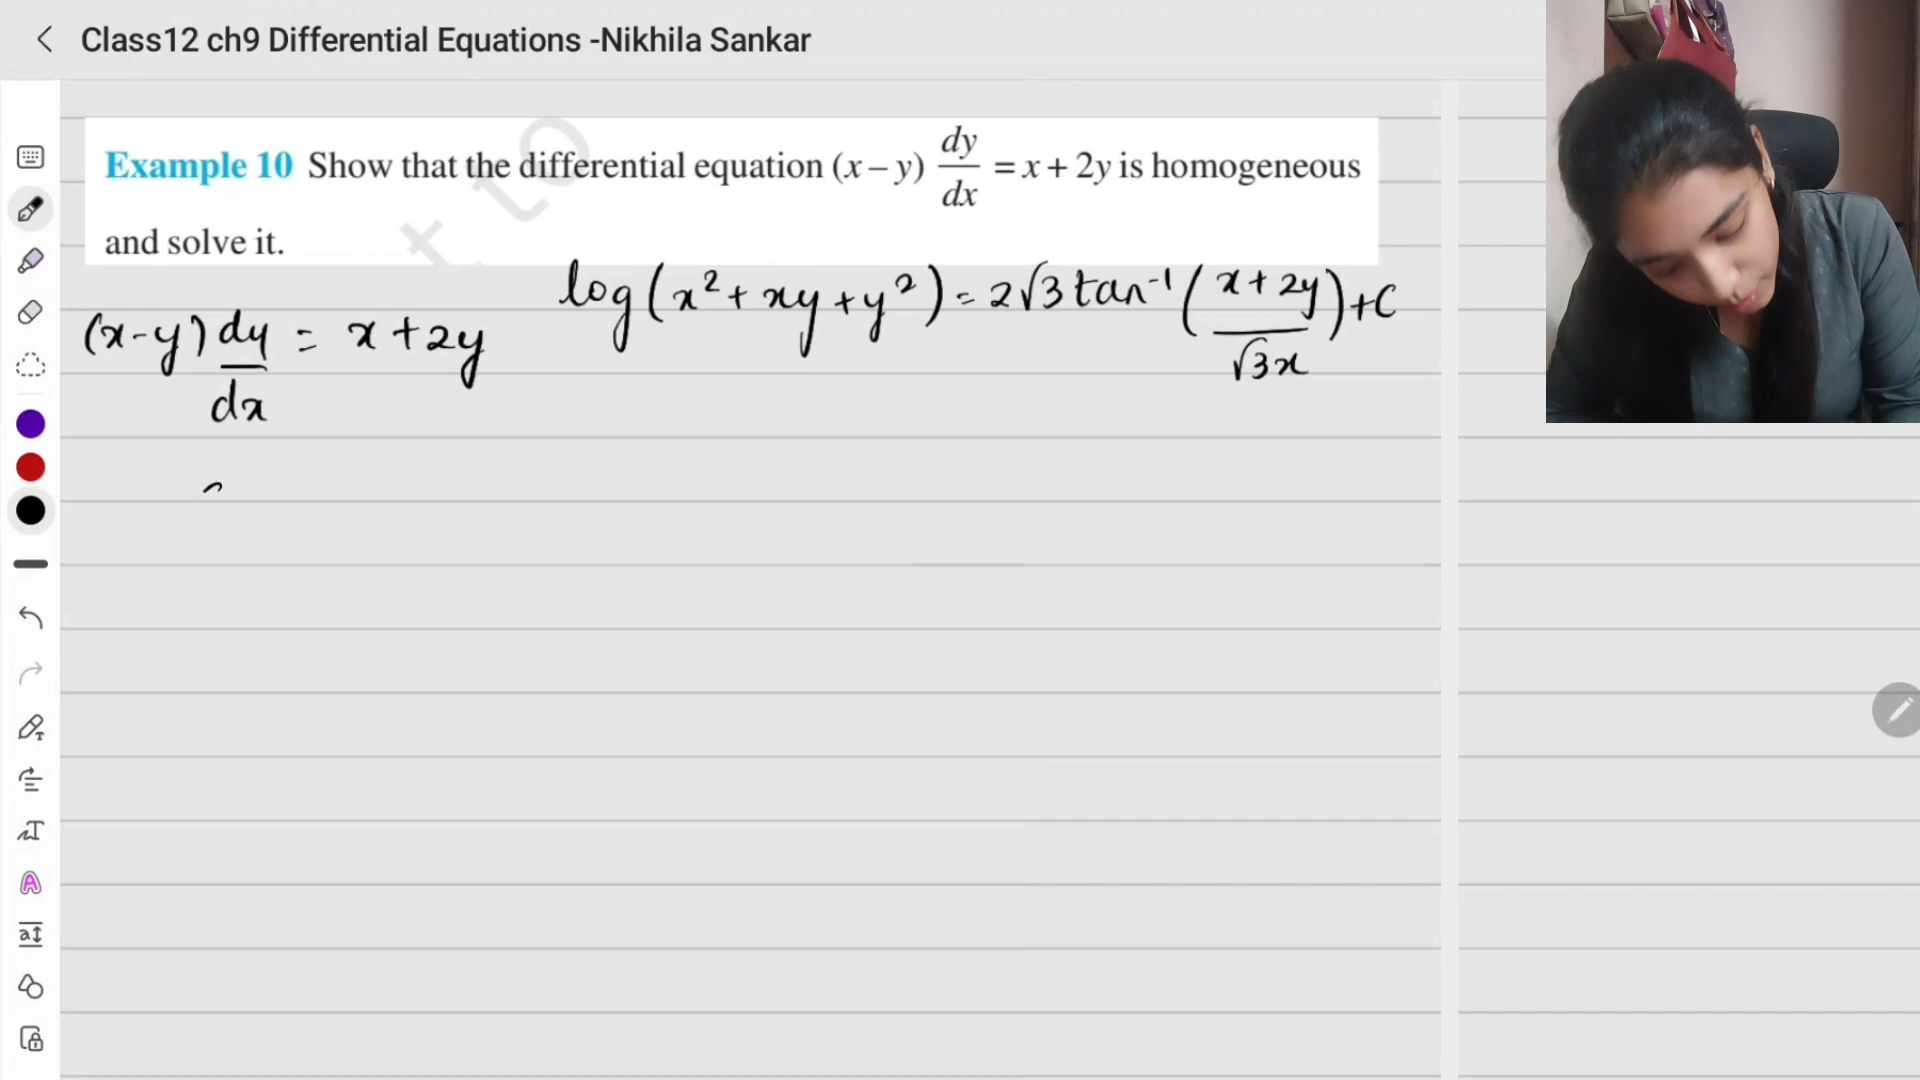 Class12 ch9 Differential Equations -Nikhila Sankar
Example 10 Show that the differential equation (x – y) dy/dx = x + 2y is homogeneous
and solve it.
log(x²+xy+y²)=2√3 tan⁻¹((x+2y)/(√3x))+C
(x-y) dy/dx = x+2y
t to